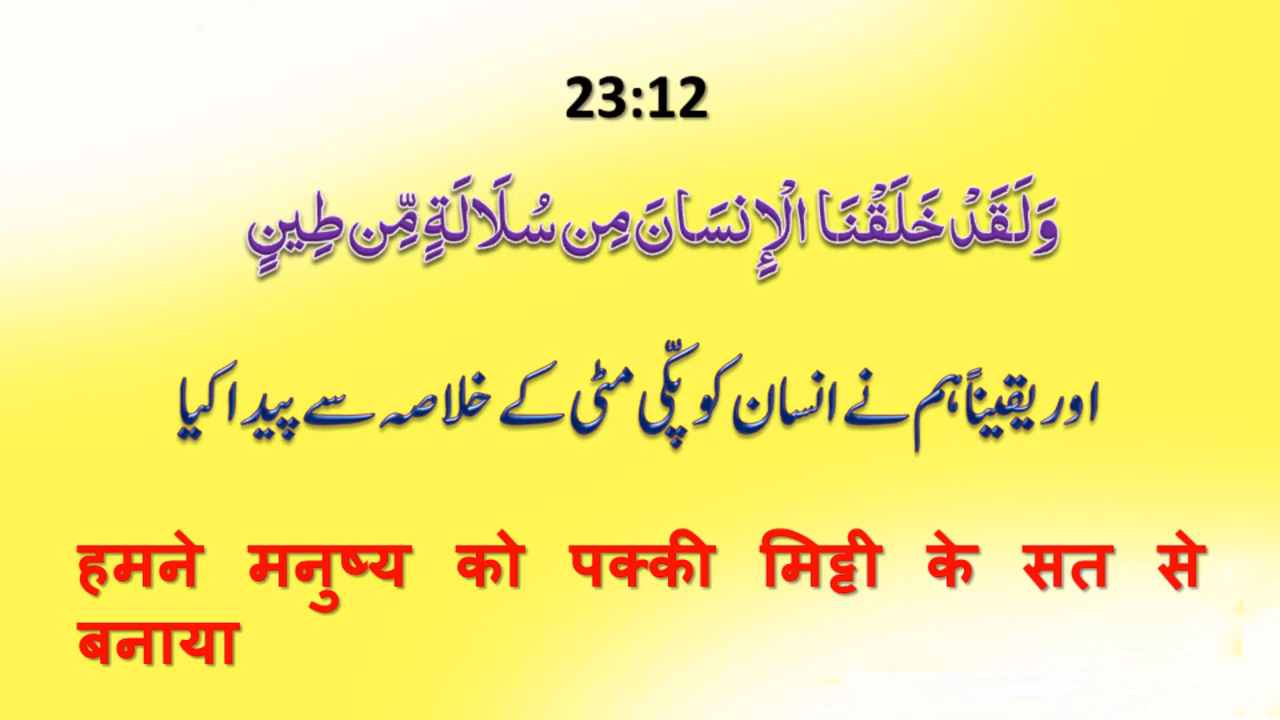 23:12
وَلَقَدْ خَلَقْنَا الْإِنسَانَ مِن سُلَالَةٍ مِّن طِينٍ
اور یقیناً ہم نے انسان کو پکّی مٹی کے خلاصہ سے پیدا کیا
हमने मनुष्य को पक्की मिट्टी के सत से
बनाया